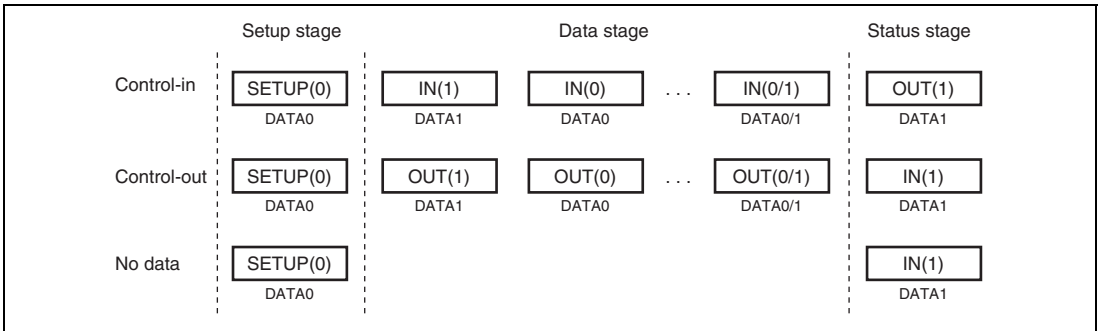 Setup stage Data stage Status stage
Control-in SETUP(0) IN(1) IN(0) . . . IN(0/1) OUT(1)
DATA0 DATA1 DATA0 DATA0/1 DATA1
Control-out SETUP(0) OUT(1) OUT(0) . . . OUT(0/1) IN(1)
DATA0 DATA1 DATA0 DATA0/1 DATA1
No data SETUP(0) IN(1)
DATA0 DATA1